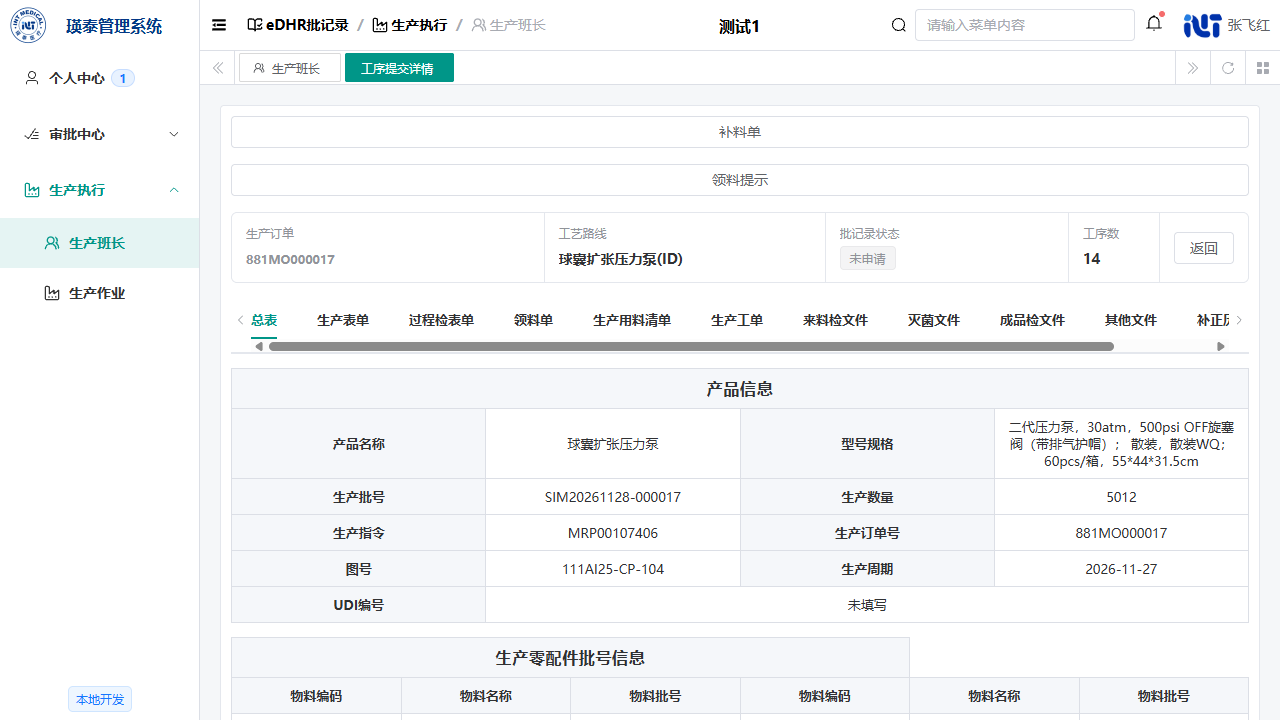 瑛泰管理系统
eDHR批记录 / 生产执行 / 生产班长
测试1
请输入菜单内容
张飞红
个人中心 1
审批中心
生产执行
生产班长
生产作业
本地开发
生产班长
工序提交详情
补料单
领料提示
生产订单
881MO000017
工艺路线
球囊扩张压力泵(ID)
批记录状态
未申请
工序数
14
返回
总表 生产表单 过程检表单 领料单 生产用料清单 生产工单 来料检文件 灭菌文件 成品检文件 其他文件 补正
产品信息
产品名称 球囊扩张压力泵 型号规格
二代压力泵，30atm，500psi OFF旋塞
阀（带排气护帽）； 散装，散装WQ；
60pcs/箱，55*44*31.5cm
生产批号 SIM20261128-000017 生产数量 5012
生产指令 MRP00107406 生产订单号 881MO000017
图号 111AI25-CP-104 生产周期 2026-11-27
UDI编号 未填写
生产零配件批号信息
物料编码 物料名称 物料批号 物料编码 物料名称 物料批号